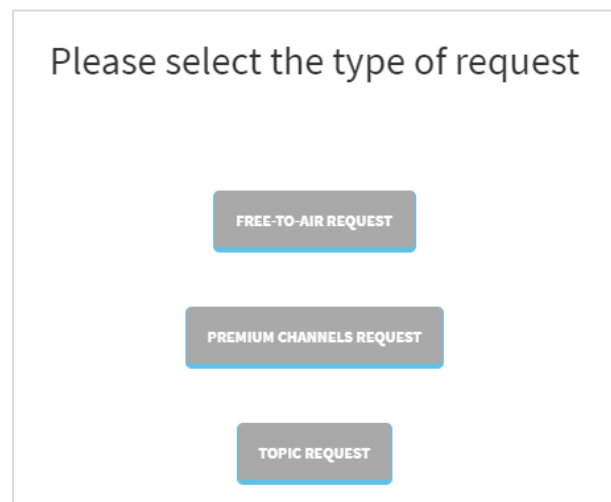 Please select the type of request
FREE-TO-AIR REQUEST
PREMIUM CHANNELS REQUEST
TOPIC REQUEST